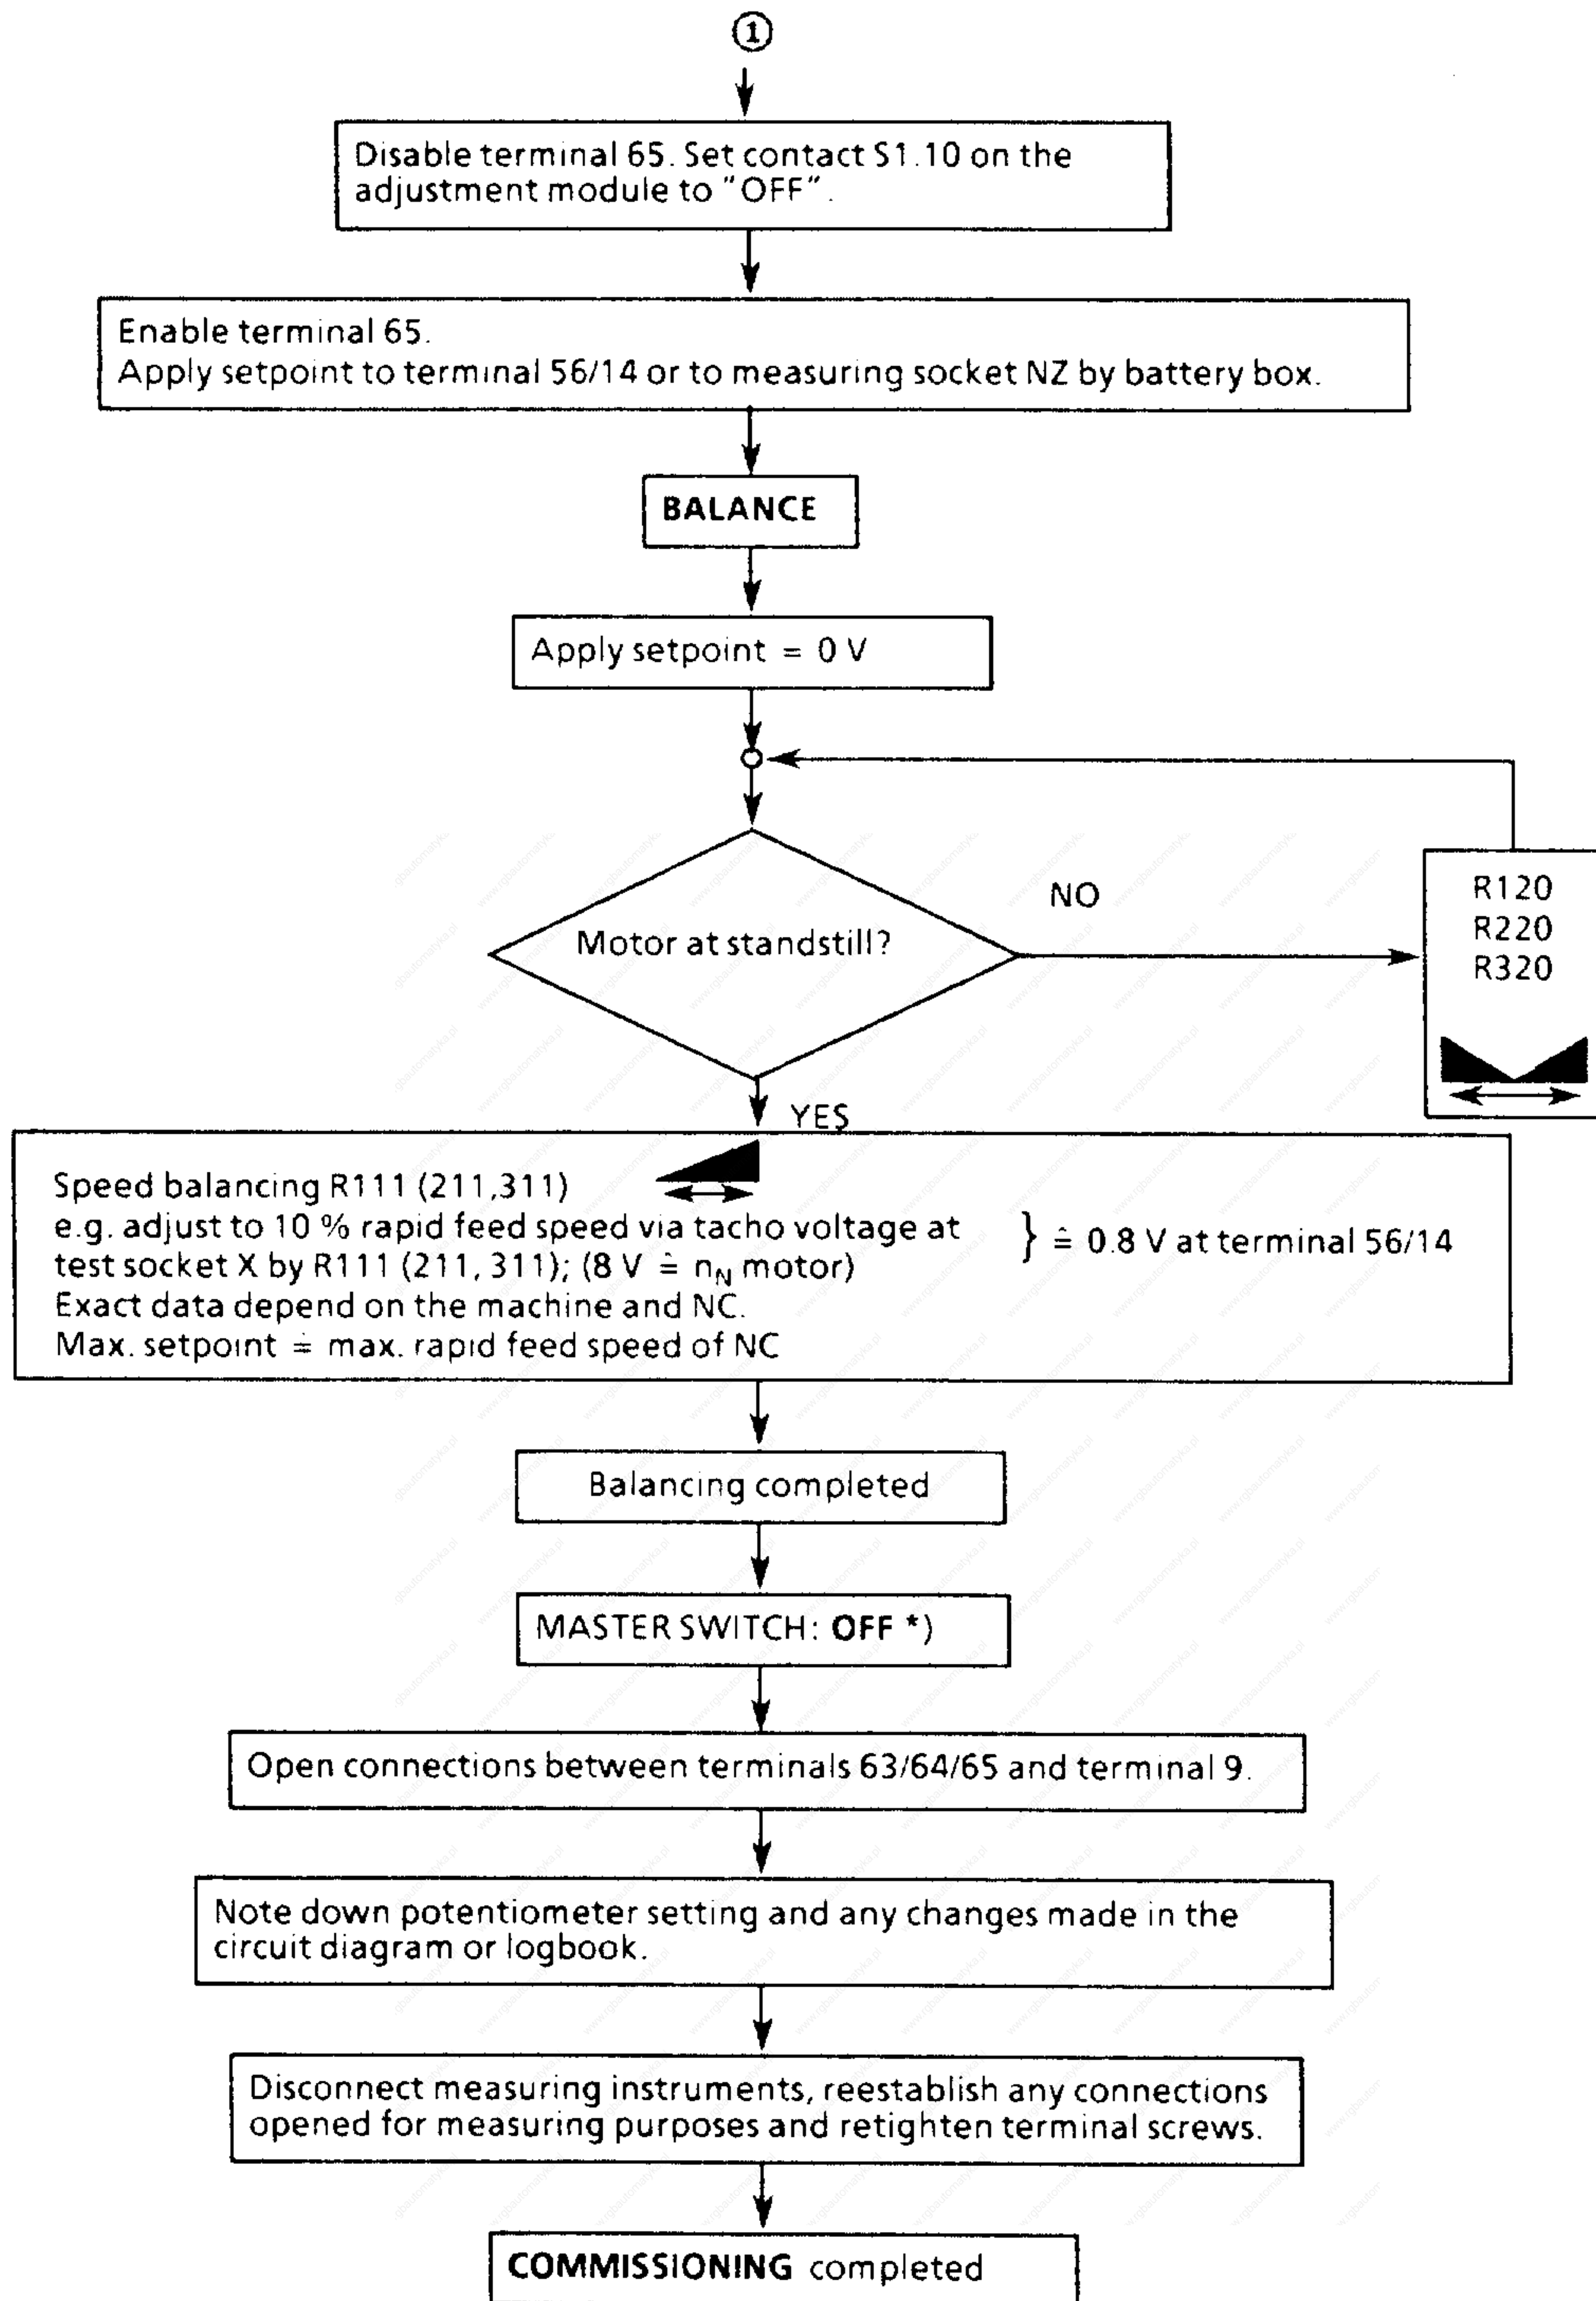 ①
Disable terminal 65. Set contact S1.10 on the
adjustment module to "OFF".
Enable terminal 65.
Apply setpoint to terminal 56/14 or to measuring socket NZ by battery box.
BALANCE
Apply setpoint = 0 V
Motor at standstill?
NO
R120
R220
R320
YES
Speed balancing R111 (211,311)
e.g. adjust to 10 % rapid feed speed via tacho voltage at
test socket X by R111 (211, 311); (8 V ≙ nN motor)
} ≙ 0.8 V at terminal 56/14
Exact data depend on the machine and NC.
Max. setpoint ≙ max. rapid feed speed of NC
Balancing completed
MASTER SWITCH: OFF *)
Open connections between terminals 63/64/65 and terminal 9.
Note down potentiometer setting and any changes made in the
circuit diagram or logbook.
Disconnect measuring instruments, reestablish any connections
opened for measuring purposes and retighten terminal screws.
COMMISSIONING completed